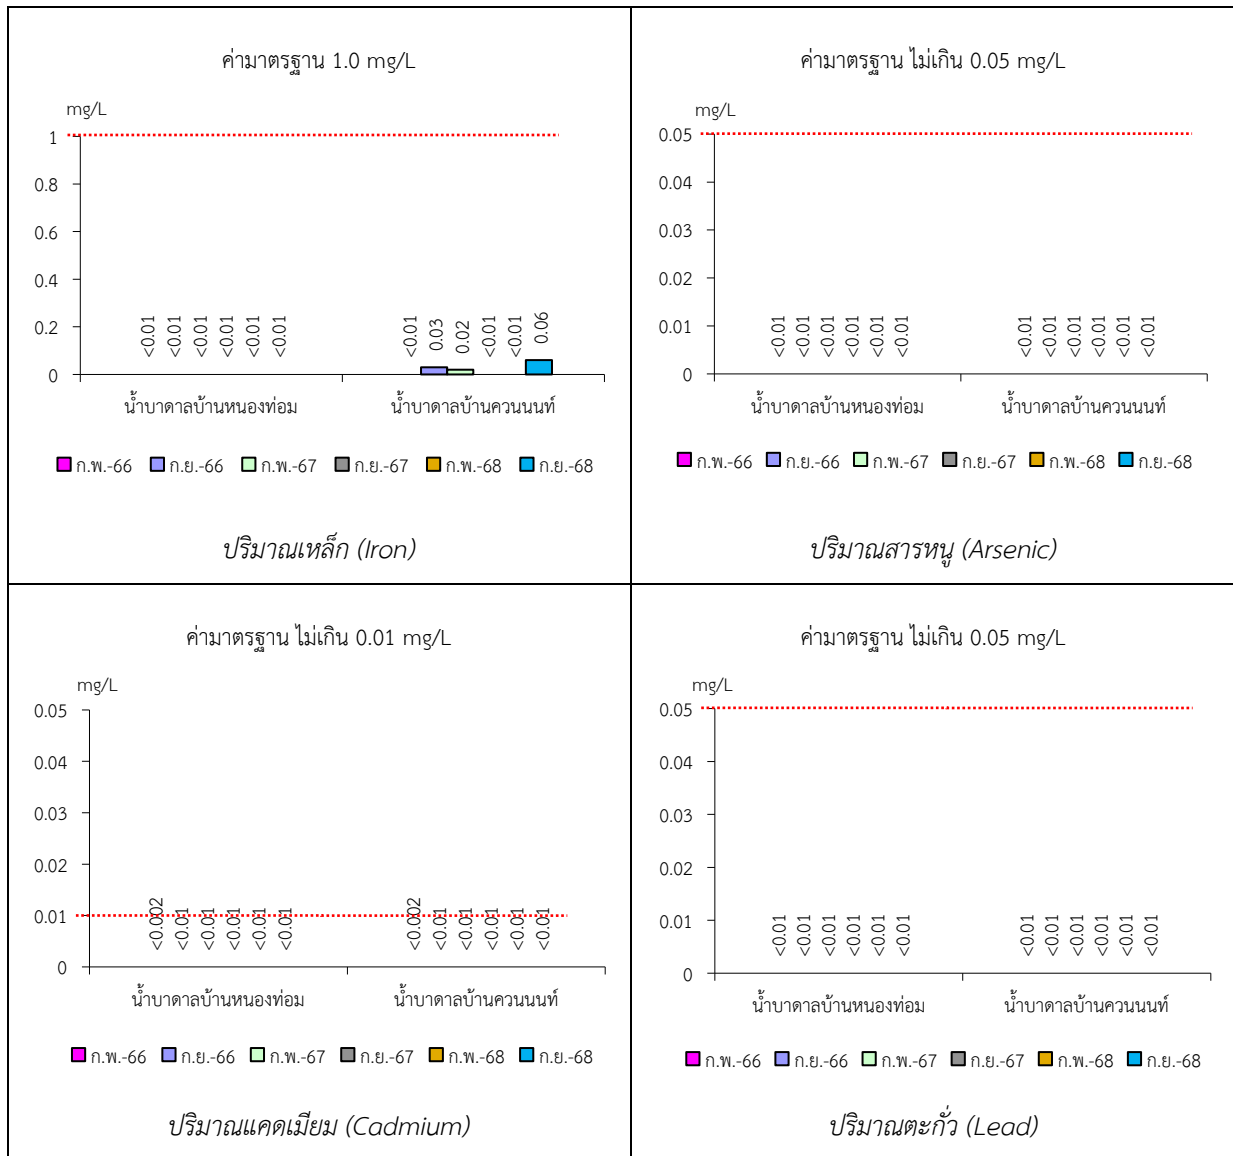 ค่ามาตรฐาน 1.0 mg/L
mg/L
1
0.8
0.6
0.4
0.2
0
<0.01 <0.01 <0.01 <0.01 <0.01 <0.01
<0.01 0.03 0.02 <0.01 <0.01 0.06
น้ำบาดาลบ้านหนองท่อม น้ำบาดาลบ้านควนนนท์
ก.พ.-66 ก.ย.-66 ก.พ.-67 ก.ย.-67 ก.พ.-68 ก.ย.-68
ปริมาณเหล็ก (Iron)
ค่ามาตรฐาน ไม่เกิน 0.05 mg/L
mg/L
0.05
0.04
0.03
0.02
0.01
0
<0.01 <0.01 <0.01 <0.01 <0.01 <0.01
<0.01 <0.01 <0.01 <0.01 <0.01 <0.01
น้ำบาดาลบ้านหนองท่อม น้ำบาดาลบ้านควนนนท์
ก.พ.-66 ก.ย.-66 ก.พ.-67 ก.ย.-67 ก.พ.-68 ก.ย.-68
ปริมาณสารหนู (Arsenic)
ค่ามาตรฐาน ไม่เกิน 0.01 mg/L
mg/L
0.05
0.04
0.03
0.02
0.01
0
<0.002 <0.01 <0.01 <0.01 <0.01 <0.01
<0.002 <0.01 <0.01 <0.01 <0.01 <0.01
น้ำบาดาลบ้านหนองท่อม น้ำบาดาลบ้านควนนนท์
ก.พ.-66 ก.ย.-66 ก.พ.-67 ก.ย.-67 ก.พ.-68 ก.ย.-68
ปริมาณแคดเมียม (Cadmium)
ค่ามาตรฐาน ไม่เกิน 0.05 mg/L
mg/L
0.05
0.04
0.03
0.02
0.01
0
<0.01 <0.01 <0.01 <0.01 <0.01 <0.01
<0.01 <0.01 <0.01 <0.01 <0.01 <0.01
น้ำบาดาลบ้านหนองท่อม น้ำบาดาลบ้านควนนนท์
ก.พ.-66 ก.ย.-66 ก.พ.-67 ก.ย.-67 ก.พ.-68 ก.ย.-68
ปริมาณตะกั่ว (Lead)